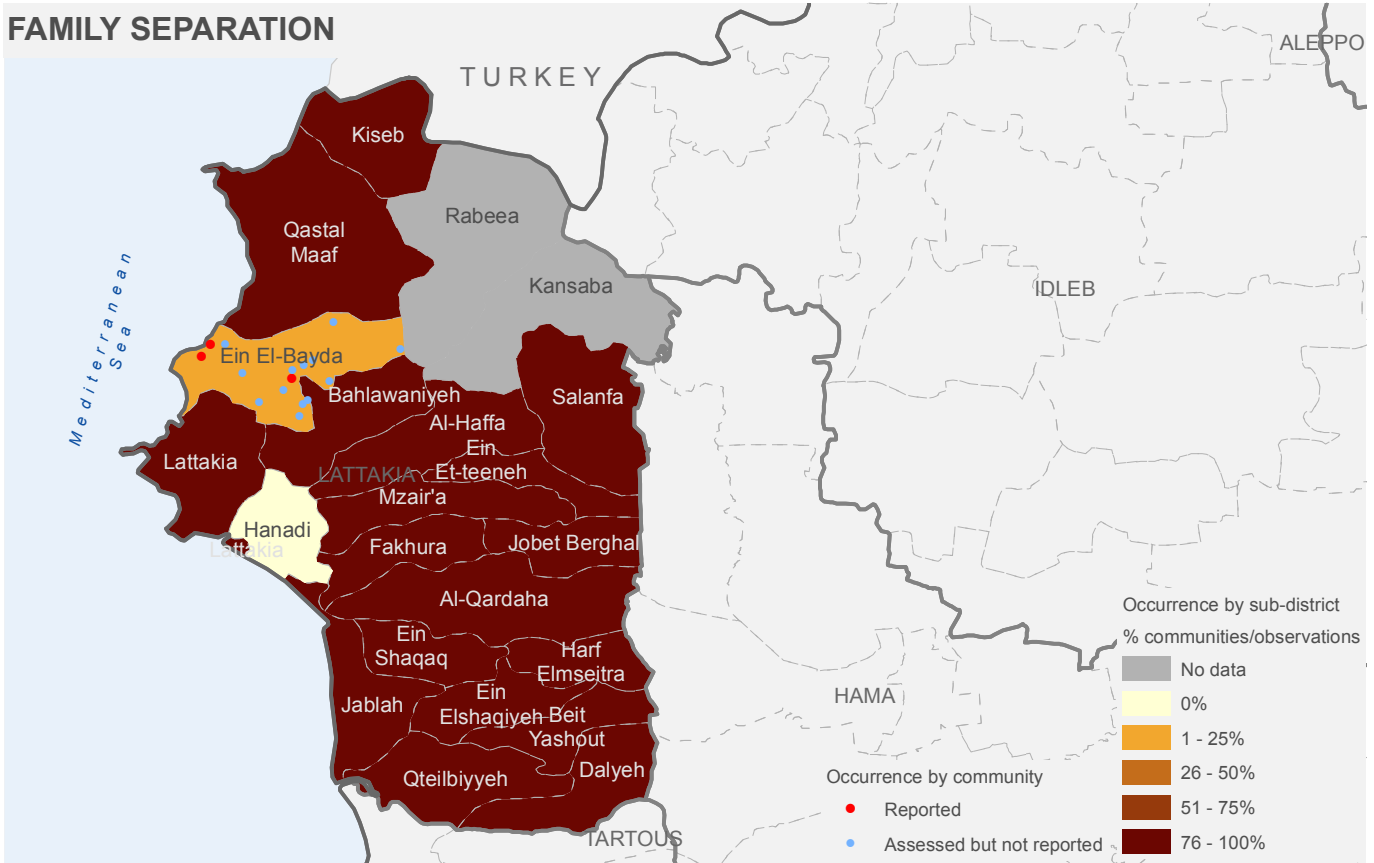 FAMILY SEPARATION
ALEPPO
TURKEY
Kiseb
Rabeea
Qastal
Maaf
Mediterranean
Sea
Kansaba
IDLEB
Ein El-Bayda
Bahlawaniyeh
Salanfa
Al-Haffa
Ein
Et-teeneh
Lattakia
LATTAKIA
Mzair'a
Hanadi
Lattakia
Fakhura
Jobet Berghal
Al-Qardaha
Ein
Shaqaq
Harf
Elmseitra
Jablah
Ein
Elshaqiyeh
Beit
Yashout
Qteilbiyyeh
Dalyeh
HAMA
TARTOUS
Occurrence by community
Reported
Assessed but not reported
Occurrence by sub-district
% communities/observations
No data
0%
1 - 25%
26 - 50%
51 - 75%
76 - 100%